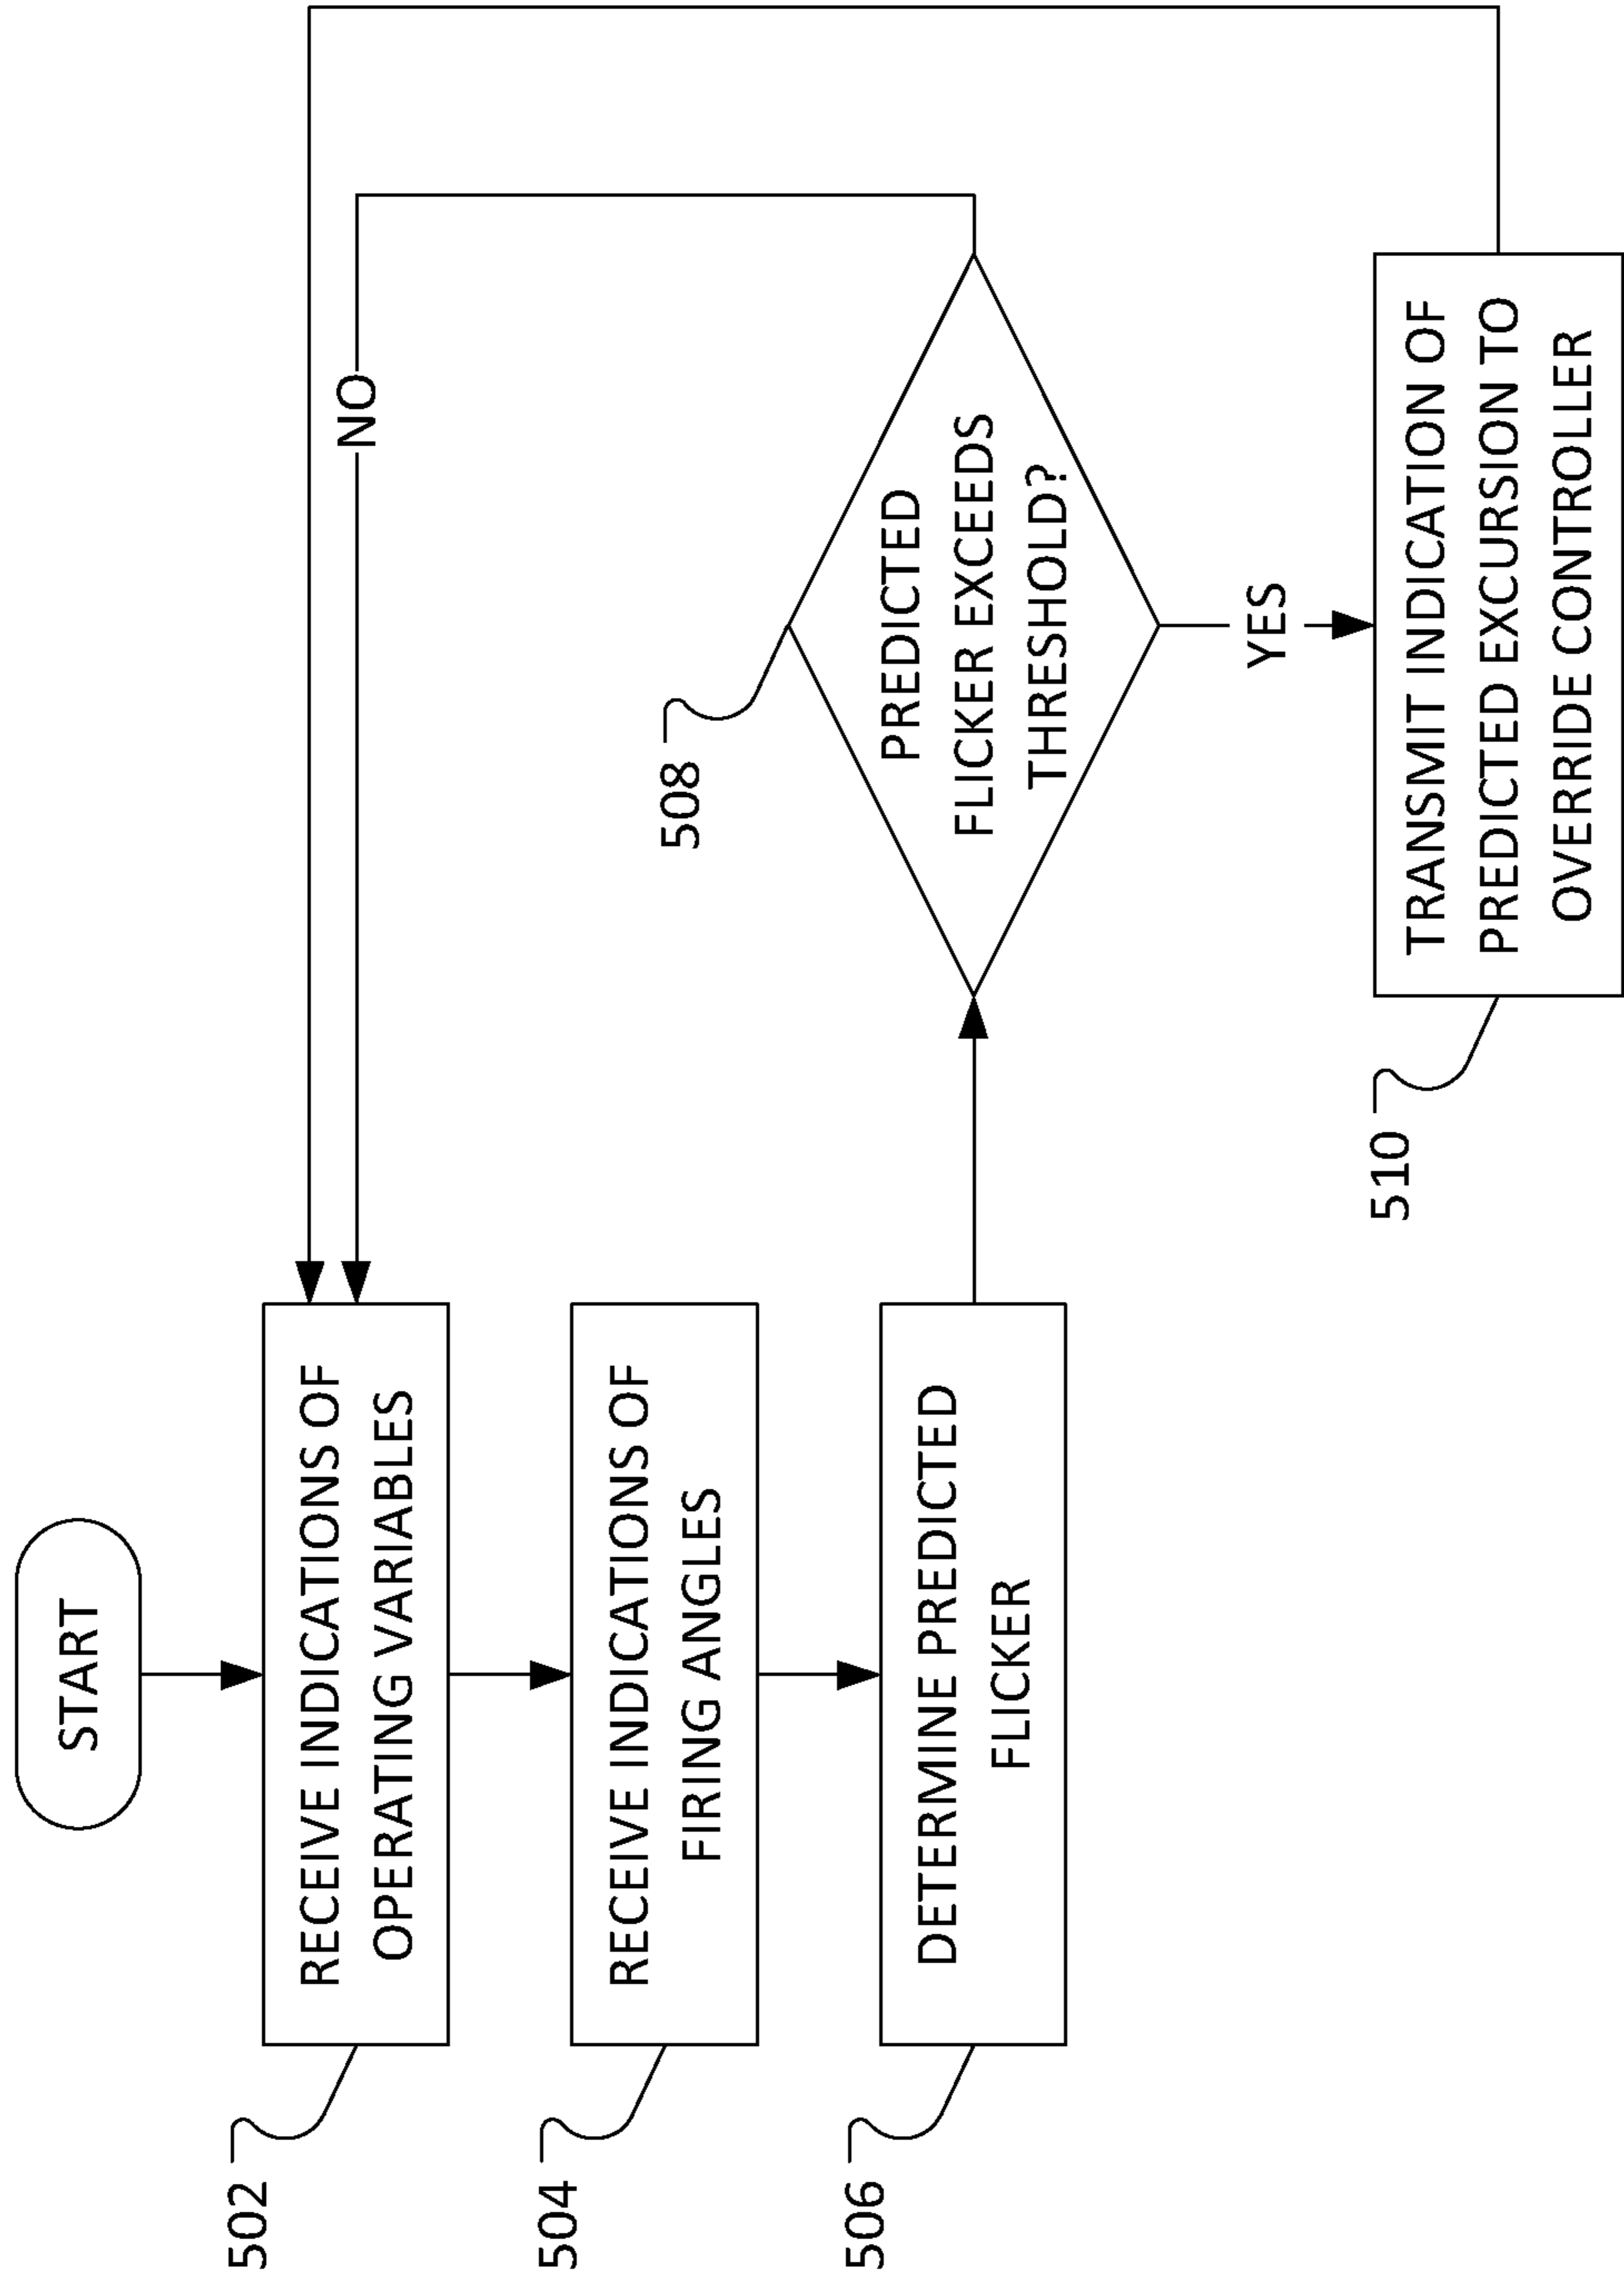 START
502
RECEIVE INDICATIONS OF
OPERATING VARIABLES
504
RECEIVE INDICATIONS OF
FIRING ANGLES
506
DETERMINE PREDICTED
FLICKER
508
PREDICTED
FLICKER EXCEEDS
THRESHOLD?
NO
YES
510
TRANSMIT INDICATION OF
PREDICTED EXCURSION TO
OVERRIDE CONTROLLER